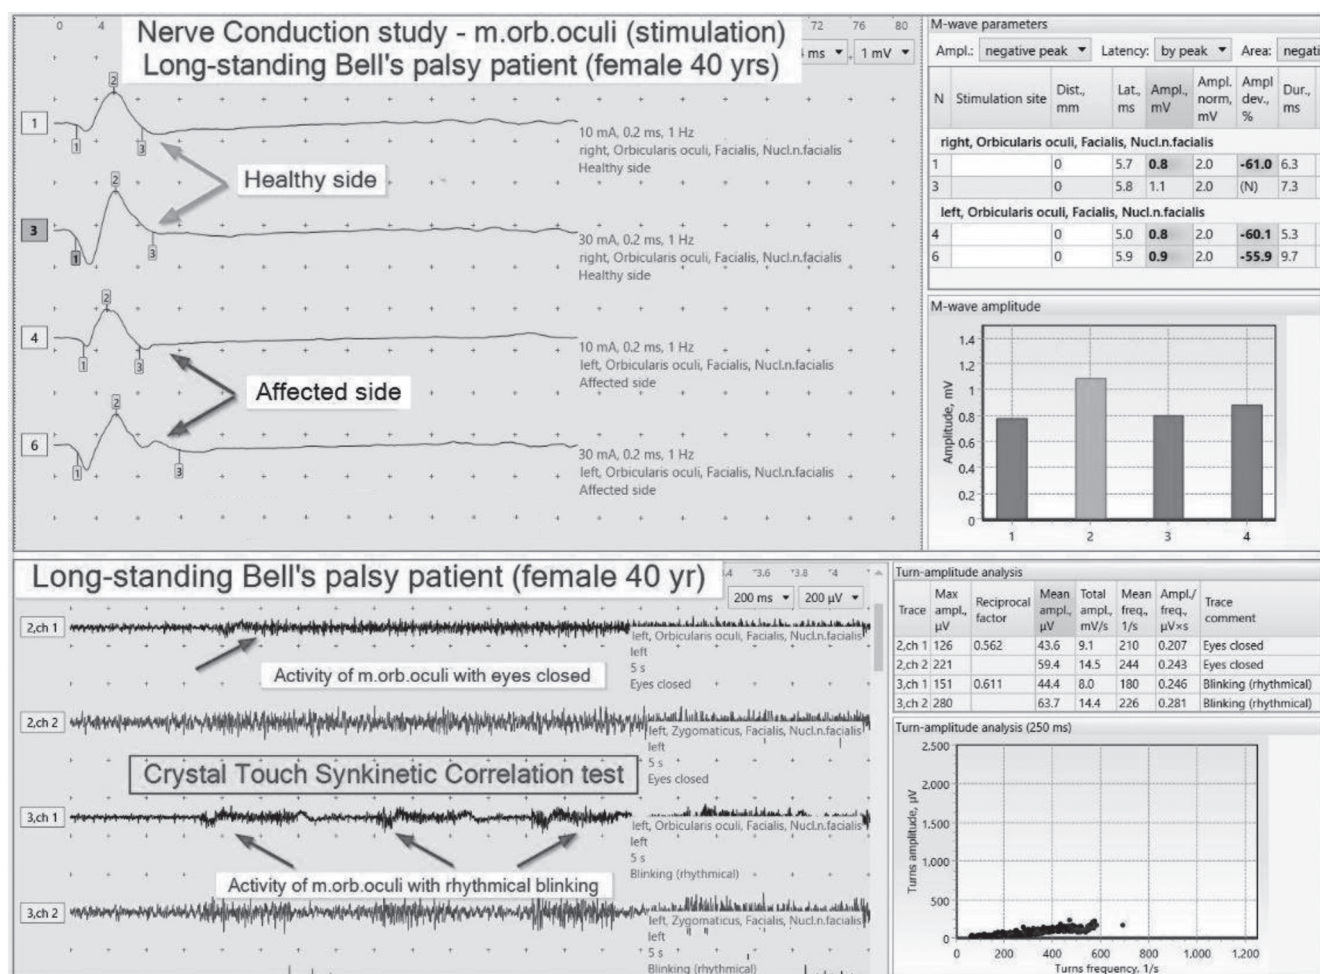 0 4 72 76 80
Nerve Conduction study - m.orb.oculi (stimulation)
Long-standing Bell's palsy patient (female 40 yrs)
ms 1 mV
2
1
1 3
10 mA, 0.2 ms, 1 Hz
right, Orbicularis oculi, Facialis, Nucl.n.facialis
Healthy side
Healthy side
2
3
1 3
30 mA, 0.2 ms, 1 Hz
right, Orbicularis oculi, Facialis, Nucl.n.facialis
Healthy side
2
4
1 3
10 mA, 0.2 ms, 1 Hz
left, Orbicularis oculi, Facialis, Nucl.n.facialis
Affected side
Affected side
2
6
1 3
30 mA, 0.2 ms, 1 Hz
left, Orbicularis oculi, Facialis, Nucl.n.facialis
Affected side
M-wave parameters
Ampl.: negative peak Latency: by peak Area: negati
N Stimulation site Dist., mm Lat., ms Ampl., mV Ampl. norm, mV Ampl dev., % Dur., ms
right, Orbicularis oculi, Facialis, Nucl.n.facialis
1 0 5.7 0.8 2.0 -61.0 6.3
3 0 5.8 1.1 2.0 (N) 7.3
left, Orbicularis oculi, Facialis, Nucl.n.facialis
4 0 5.0 0.8 2.0 -60.1 5.3
6 0 5.9 0.9 2.0 -55.9 9.7
M-wave amplitude
Amplitude, mV
1.4
1.2
1
0.8
0.6
0.4
0.2
0
1 2 3 4
Long-standing Bell's palsy patient (female 40 yr)
3.6 3.8 4
200 ms 200 µV
2,ch 1
left, Orbicularis oculi, Facialis, Nucl.n.facialis
left
5 s
Eyes closed
Activity of m.orb.oculi with eyes closed
2,ch 2
left, Zygomaticus, Facialis, Nucl.n.facialis
left
5 s
Eyes closed
Crystal Touch Synkinetic Correlation test
3,ch 1
left, Orbicularis oculi, Facialis, Nucl.n.facialis
left
5 s
Blinking (rhythmical)
Activity of m.orb.oculi with rhythmical blinking
3,ch 2
left, Zygomaticus, Facialis, Nucl.n.facialis
left
5 s
Blinking (rhythmical)
Turn-amplitude analysis
Trace Max ampl., µV Reciprocal factor Mean ampl., µV Total ampl., mV/s Mean freq., 1/s Ampl./ freq., µV×s Trace comment
2,ch 1 126 0.562 43.6 9.1 210 0.207 Eyes closed
2,ch 2 221 59.4 14.5 244 0.243 Eyes closed
3,ch 1 151 0.611 44.4 8.0 180 0.246 Blinking (rhythmical)
3,ch 2 280 63.7 14.4 226 0.281 Blinking (rhythmical)
Turn-amplitude analysis (250 ms)
Turns amplitude, µV
2,500
2,000
1,500
1,000
500
0
0 200 400 600 800 1,000 1,200
Turns frequency, 1/s